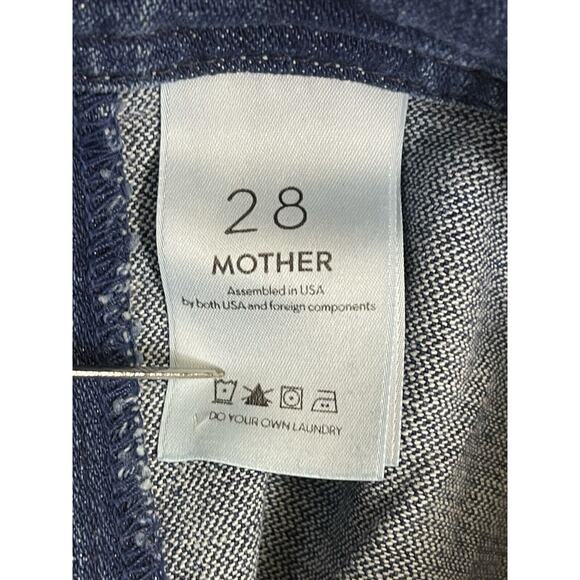 28
MOTHER
Assembled in USA
by both USA and foreign components
DO YOUR OWN LAUNDRY